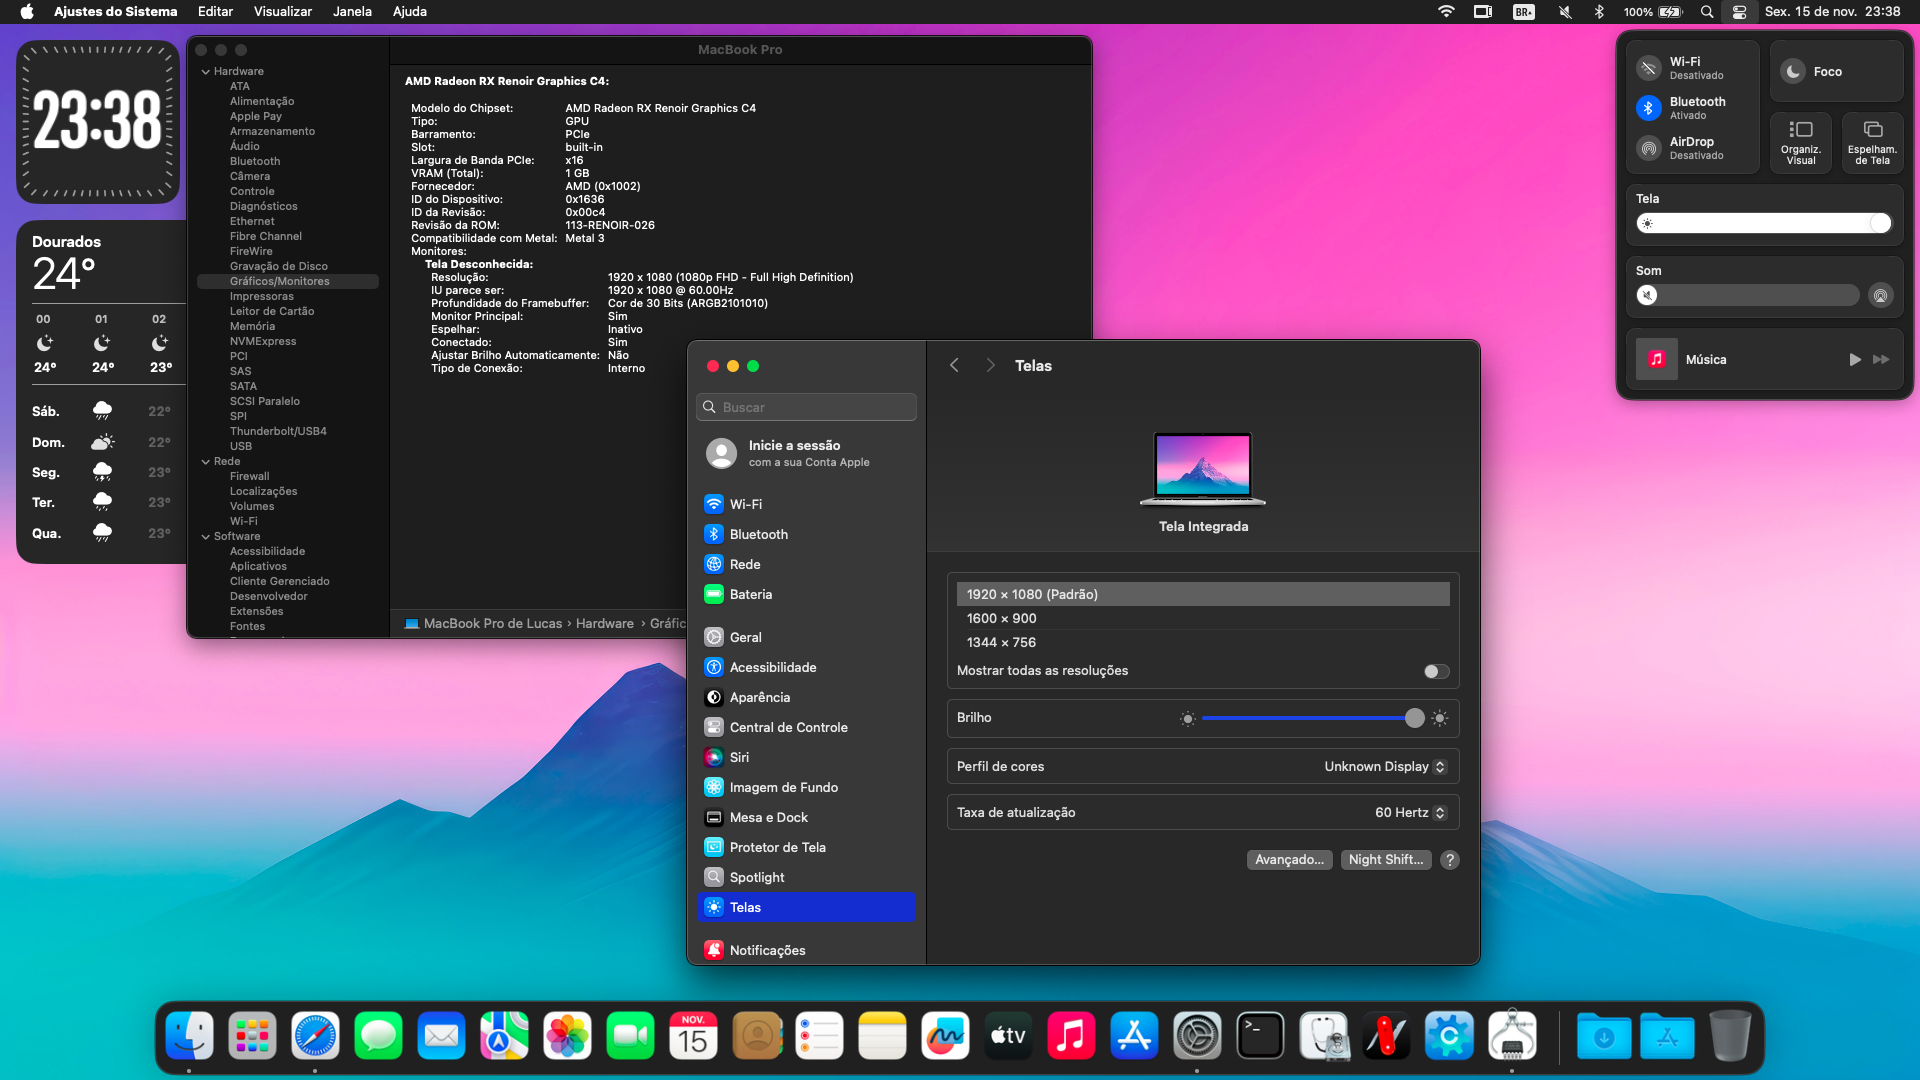 Ajustes do Sistema Editar Visualizar Janela Ajuda
BR 100% Sex. 15 de nov. 23:38
23:38
Dourados
24°
00 01 02
24° 24° 23°
Sáb. 22°
Dom. 22°
Seg. 23°
Ter. 23°
Qua. 23°
MacBook Pro
Hardware
ATA
Alimentação
Apple Pay
Armazenamento
Áudio
Bluetooth
Câmera
Controle
Diagnósticos
Ethernet
Fibre Channel
FireWire
Gravação de Disco
Gráficos/Monitores
Impressoras
Leitor de Cartão
Memória
NVMExpress
PCI
SAS
SATA
SCSI Paralelo
SPI
Thunderbolt/USB4
USB
Rede
Firewall
Localizações
Volumes
Wi-Fi
Software
Acessibilidade
Aplicativos
Cliente Gerenciado
Desenvolvedor
Extensões
Fontes
AMD Radeon RX Renoir Graphics C4:
Modelo do Chipset: AMD Radeon RX Renoir Graphics C4
Tipo: GPU
Barramento: PCIe
Slot: built-in
Largura de Banda PCIe: x16
VRAM (Total): 1 GB
Fornecedor: AMD (0x1002)
ID do Dispositivo: 0x1636
ID da Revisão: 0x00c4
Revisão da ROM: 113-RENOIR-026
Compatibilidade com Metal: Metal 3
Monitores:
Tela Desconhecida:
Resolução: 1920 x 1080 (1080p FHD - Full High Definition)
IU parece ser: 1920 x 1080 @ 60.00Hz
Profundidade do Framebuffer: Cor de 30 Bits (ARGB2101010)
Monitor Principal: Sim
Espelhar: Inativo
Conectado: Sim
Ajustar Brilho Automaticamente: Não
Tipo de Conexão: Interno
MacBook Pro de Lucas › Hardware › Gráfic
Buscar
Inicie a sessão
com a sua Conta Apple
Wi-Fi
Bluetooth
Rede
Bateria
Geral
Acessibilidade
Aparência
Central de Controle
Siri
Imagem de Fundo
Mesa e Dock
Protetor de Tela
Spotlight
Telas
Notificações
Telas
Tela Integrada
1920 × 1080 (Padrão)
1600 × 900
1344 × 756
Mostrar todas as resoluções
Brilho
Perfil de cores Unknown Display
Taxa de atualização 60 Hertz
Avançado... Night Shift... ?
Wi-Fi
Desativado
Bluetooth
Ativado
AirDrop
Desativado
Foco
Organiz.
Visual
Espelham.
de Tela
Tela
Som
Música
NOV.
15
tv
>_